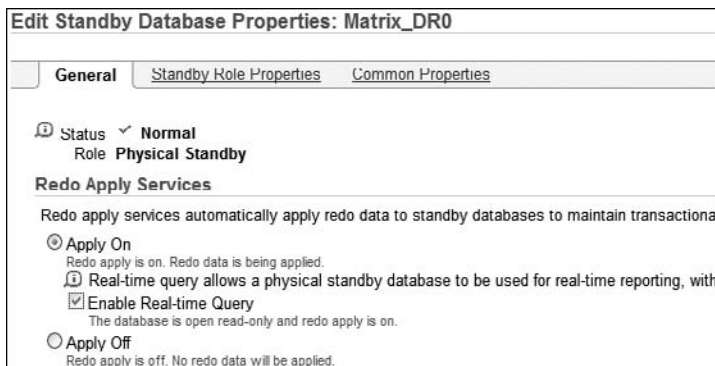 Edit Standby Database Properties: Matrix_DR0
General Standby Role Properties Common Properties
Status Normal
Role Physical Standby
Redo Apply Services
Redo apply services automatically apply redo data to standby databases to maintain transactiona
Apply On
Redo apply is on. Redo data is being applied.
Real-time query allows a physical standby database to be used for real-time reporting, with
Enable Real-time Query
The database is open read-only and redo apply is on.
Apply Off
Redo apply is off. No redo data will be applied.